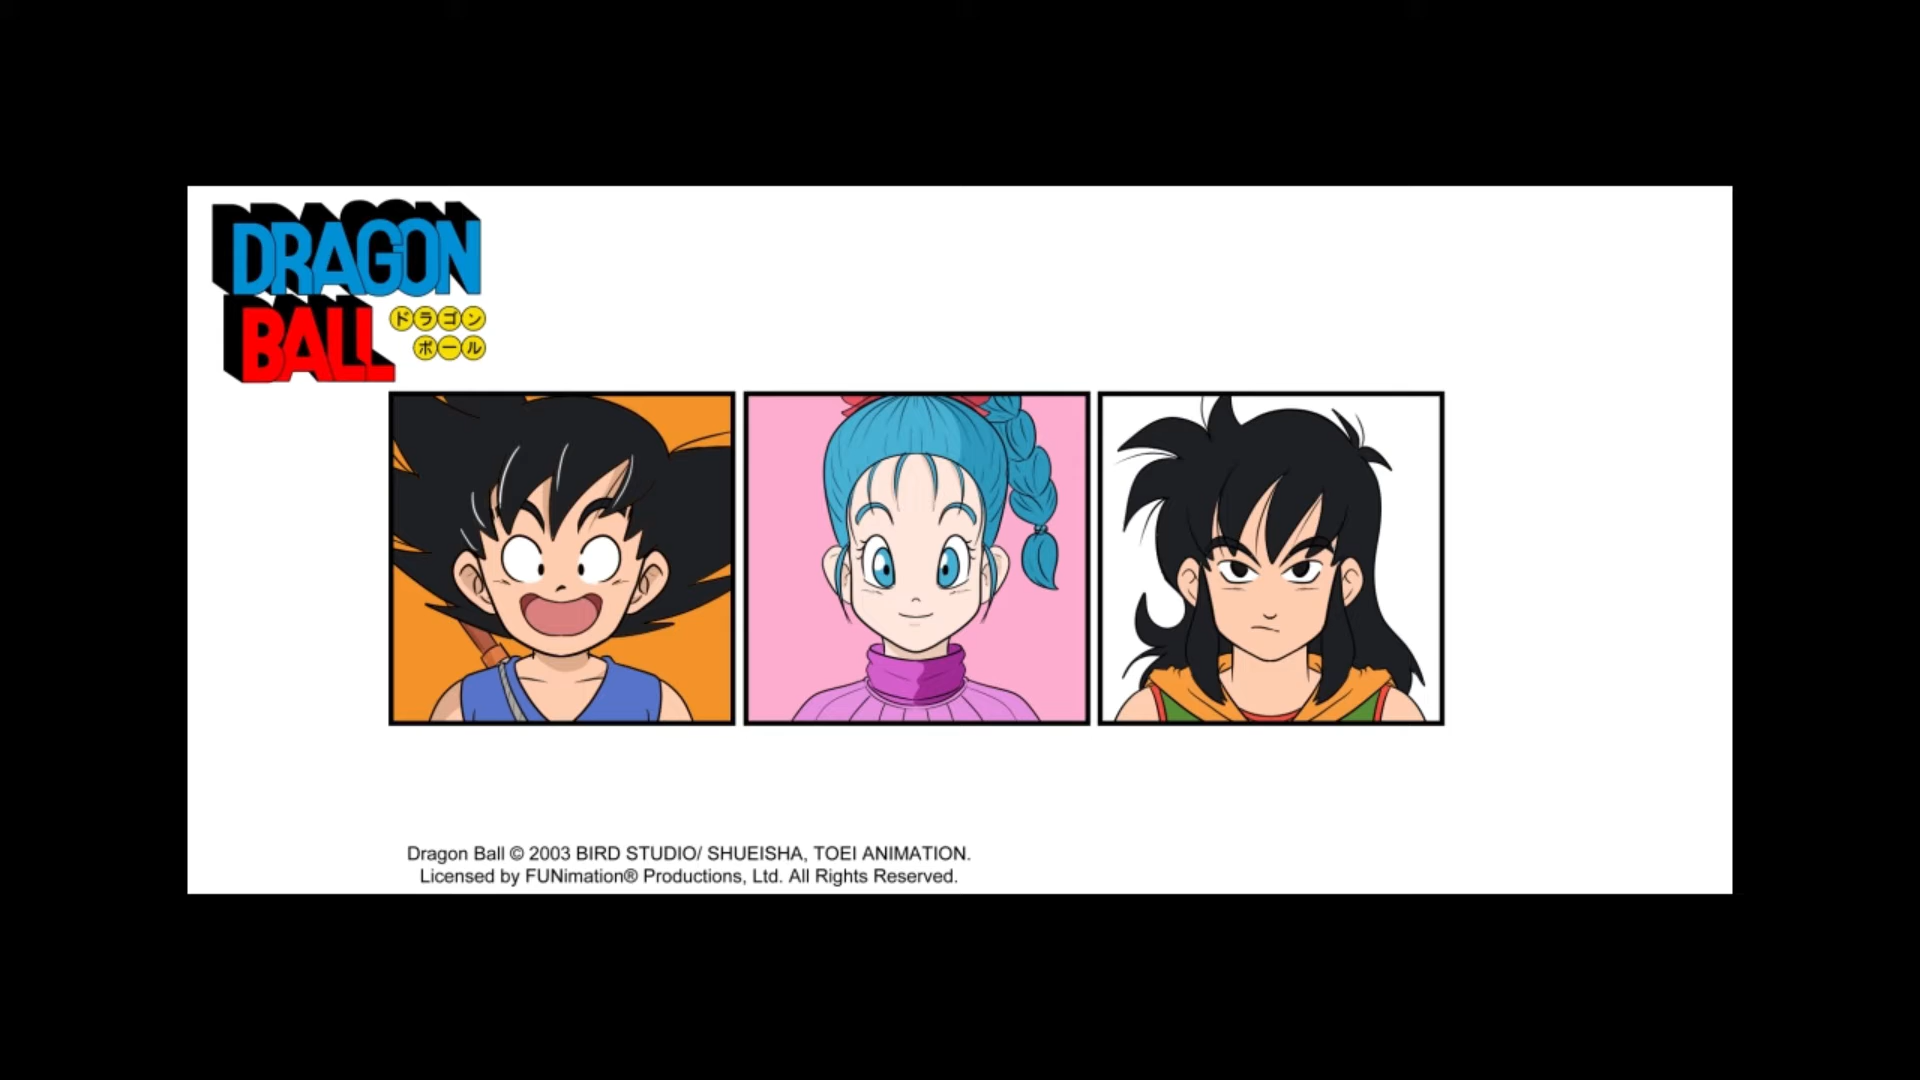 DRAGON
BALL
ドラゴン
ボール
Dragon Ball © 2003 BIRD STUDIO/ SHUEISHA, TOEI ANIMATION.
Licensed by FUNimation® Productions, Ltd. All Rights Reserved.